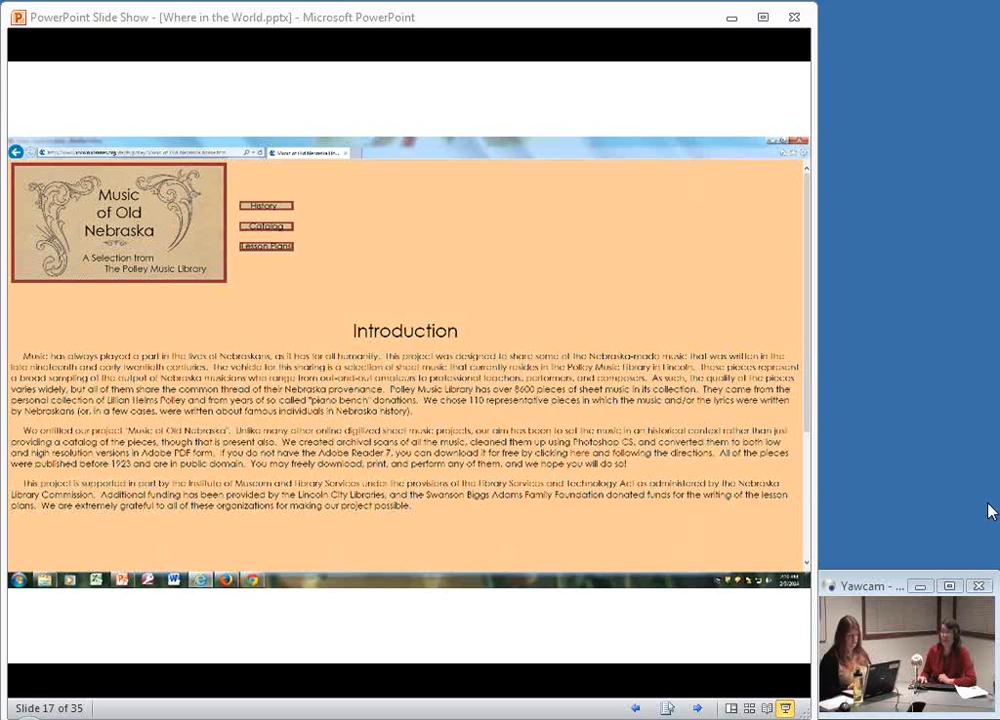 PowerPoint Slide Show - [Where in the World.pptx] - Microsoft PowerPoint
Music of Old Nebraska
Music
of Old
Nebraska
A Selection from
The Polley Music Library
History
Catalog
Lesson Plans
Introduction
Music has always played a part in the lives of Nebraskans, as it has for all humanity. This project was designed to share some of the Nebraska-made music that was written in the
late nineteenth and early twentieth centuries. The vehicle for this sharing is a selection of sheet music that currently resides in the Polley Music Library in Lincoln. These pieces represent
a broad sampling of the output of Nebraska musicians who range from out-and-out amateurs to professional teachers, performers, and composers. As such, the quality of the pieces
varies widely, but all of them share the common thread of their Nebraska provenance. Polley Music Library has over 8600 pieces of sheet music in its collection. They came from the
personal collection of Lillian Helms Polley and from years of so called "piano bench" donations. We chose 110 representative pieces in which the music and/or the lyrics were written
by Nebraskans (or, in a few cases, were written about famous individuals in Nebraska history).
We entitled our project "Music of Old Nebraska". Unlike many other online digitized sheet music projects, our aim has been to set the music in an historical context rather than just
providing a catalog of the pieces, though that is present also. We created archival scans of all the music, cleaned them up using Photoshop CS, and converted them to both low
and high resolution versions in Adobe PDF form. If you do not have the Adobe Reader 7, you can download it for free by clicking here and following the directions. All of the pieces
were published before 1923 and are in public domain. You may freely download, print, and perform any of them, and we hope you will do so!
This project is supported in part by the Institute of Museum and Library Services under the provisions of the Library Services and Technology Act as administered by the Nebraska
Library Commission. Additional funding has been provided by the Lincoln City Libraries, and the Swanson Biggs Adams Family Foundation donated funds for the writing of the lesson
plans. We are extremely grateful to all of these organizations for making our project possible.
Yawcam - ...
Slide 17 of 35